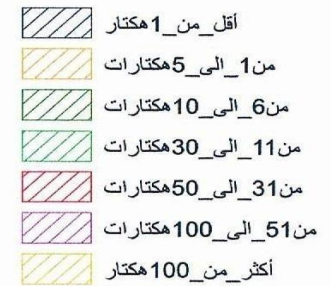 أقل_من_1هكتار
من1_الى_5هكتارات
من6_الى_10هكتارات
من11_الى_30هكتارات
من31_الى_50هكتارات
من51_الى_100هكتارات
أكثر_من_100هكتار